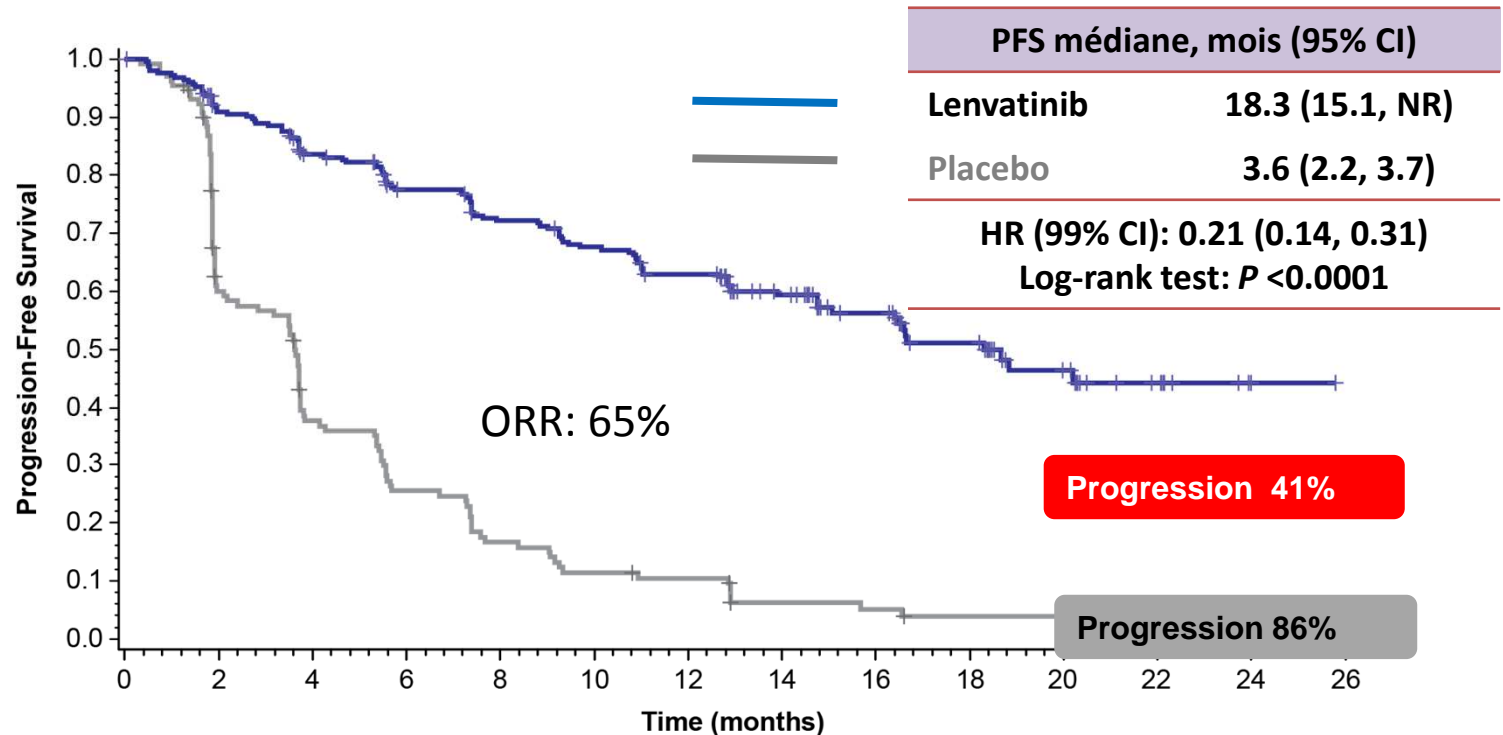 PFS médiane, mois (95% CI)
Lenvatinib 18.3 (15.1, NR)
Placebo 3.6 (2.2, 3.7)
HR (99% CI): 0.21 (0.14, 0.31)
Log-rank test: P <0.0001
Progression-Free Survival
1.0
0.9
0.8
0.7
0.6
0.5
0.4
0.3
0.2
0.1
0.0
ORR: 65%
Progression 41%
Progression 86%
0 2 4 6 8 10 12 14 16 18 20 22 24 26
Time (months)